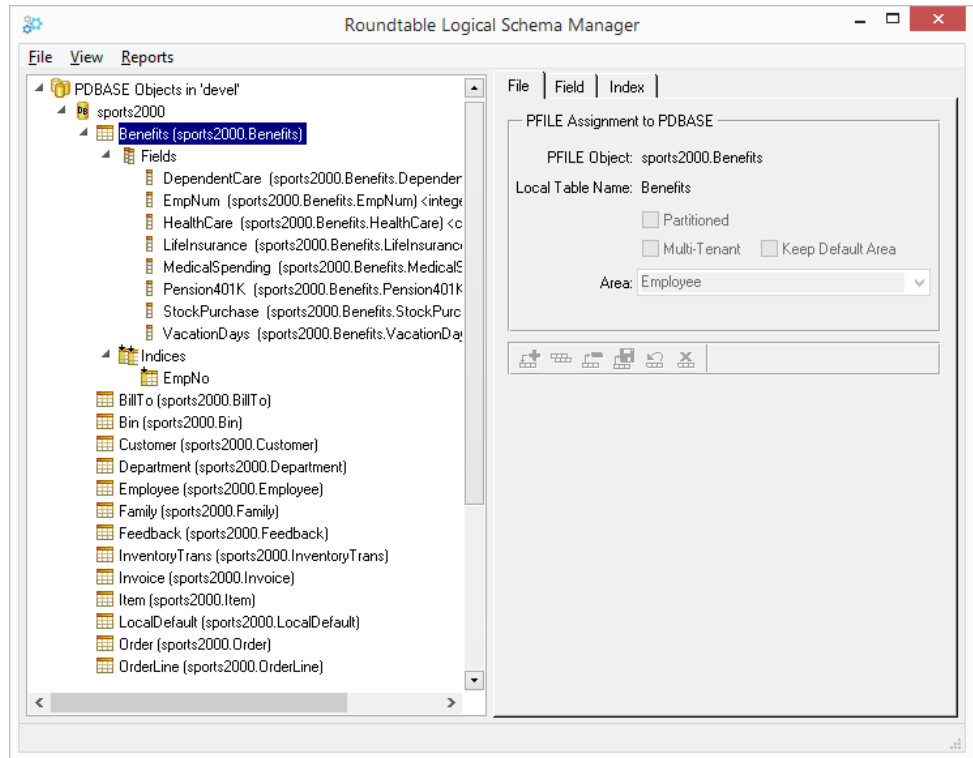 Roundtable Logical Schema Manager
File View Reports
PDBASE Objects in 'devel'
sports2000
Benefits (sports2000.Benefits)
Fields
DependentCare (sports2000.Benefits.Depender
EmpNum (sports2000.Benefits.EmpNum) <intege
HealthCare (sports2000.Benefits.HealthCare) <c
LifeInsurance (sports2000.Benefits.LifeInsuranc
MedicalSpending (sports2000.Benefits.MedicalS
Pension401K (sports2000.Benefits.Pension401K
StockPurchase (sports2000.Benefits.StockPurc
VacationDays (sports2000.Benefits.VacationDay
Indices
EmpNo
BillTo (sports2000.BillTo)
Bin (sports2000.Bin)
Customer (sports2000.Customer)
Department (sports2000.Department)
Employee (sports2000.Employee)
Family (sports2000.Family)
Feedback (sports2000.Feedback)
InventoryTrans (sports2000.InventoryTrans)
Invoice (sports2000.Invoice)
Item (sports2000.Item)
LocalDefault (sports2000.LocalDefault)
Order (sports2000.Order)
OrderLine (sports2000.OrderLine)
File Field Index
PFILE Assignment to PDBASE
PFILE Object: sports2000.Benefits
Local Table Name: Benefits
Partitioned
Multi-Tenant Keep Default Area
Area: Employee